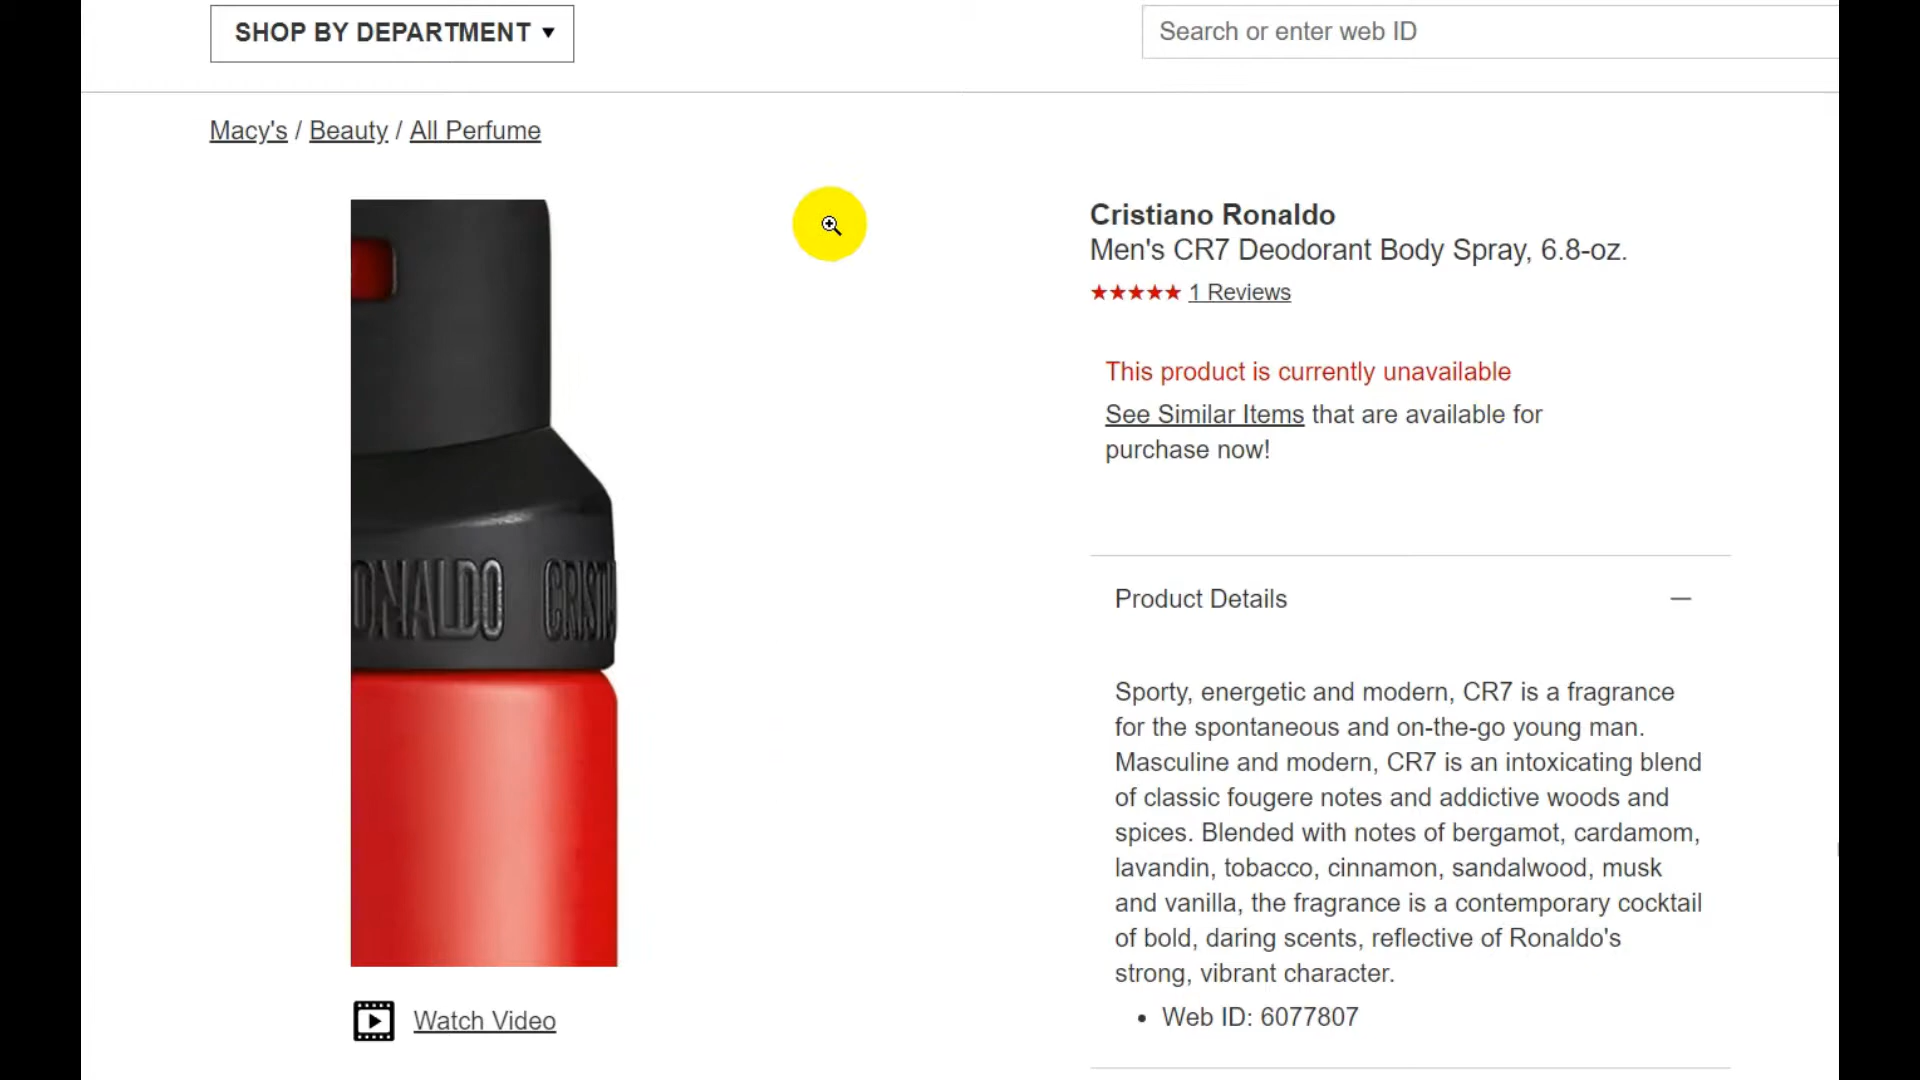 SHOP BY DEPARTMENT
Search or enter web ID
Macy's / Beauty / All Perfume
Cristiano Ronaldo
Men's CR7 Deodorant Body Spray, 6.8-oz.
1 Reviews
This product is currently unavailable
See Similar Items that are available for
purchase now!
ONALDO CRISTI
Product Details
Sporty, energetic and modern, CR7 is a fragrance
for the spontaneous and on-the-go young man.
Masculine and modern, CR7 is an intoxicating blend
of classic fougere notes and addictive woods and
spices. Blended with notes of bergamot, cardamom,
lavandin, tobacco, cinnamon, sandalwood, musk
and vanilla, the fragrance is a contemporary cocktail
of bold, daring scents, reflective of Ronaldo's
strong, vibrant character.
• Web ID: 6077807
Watch Video